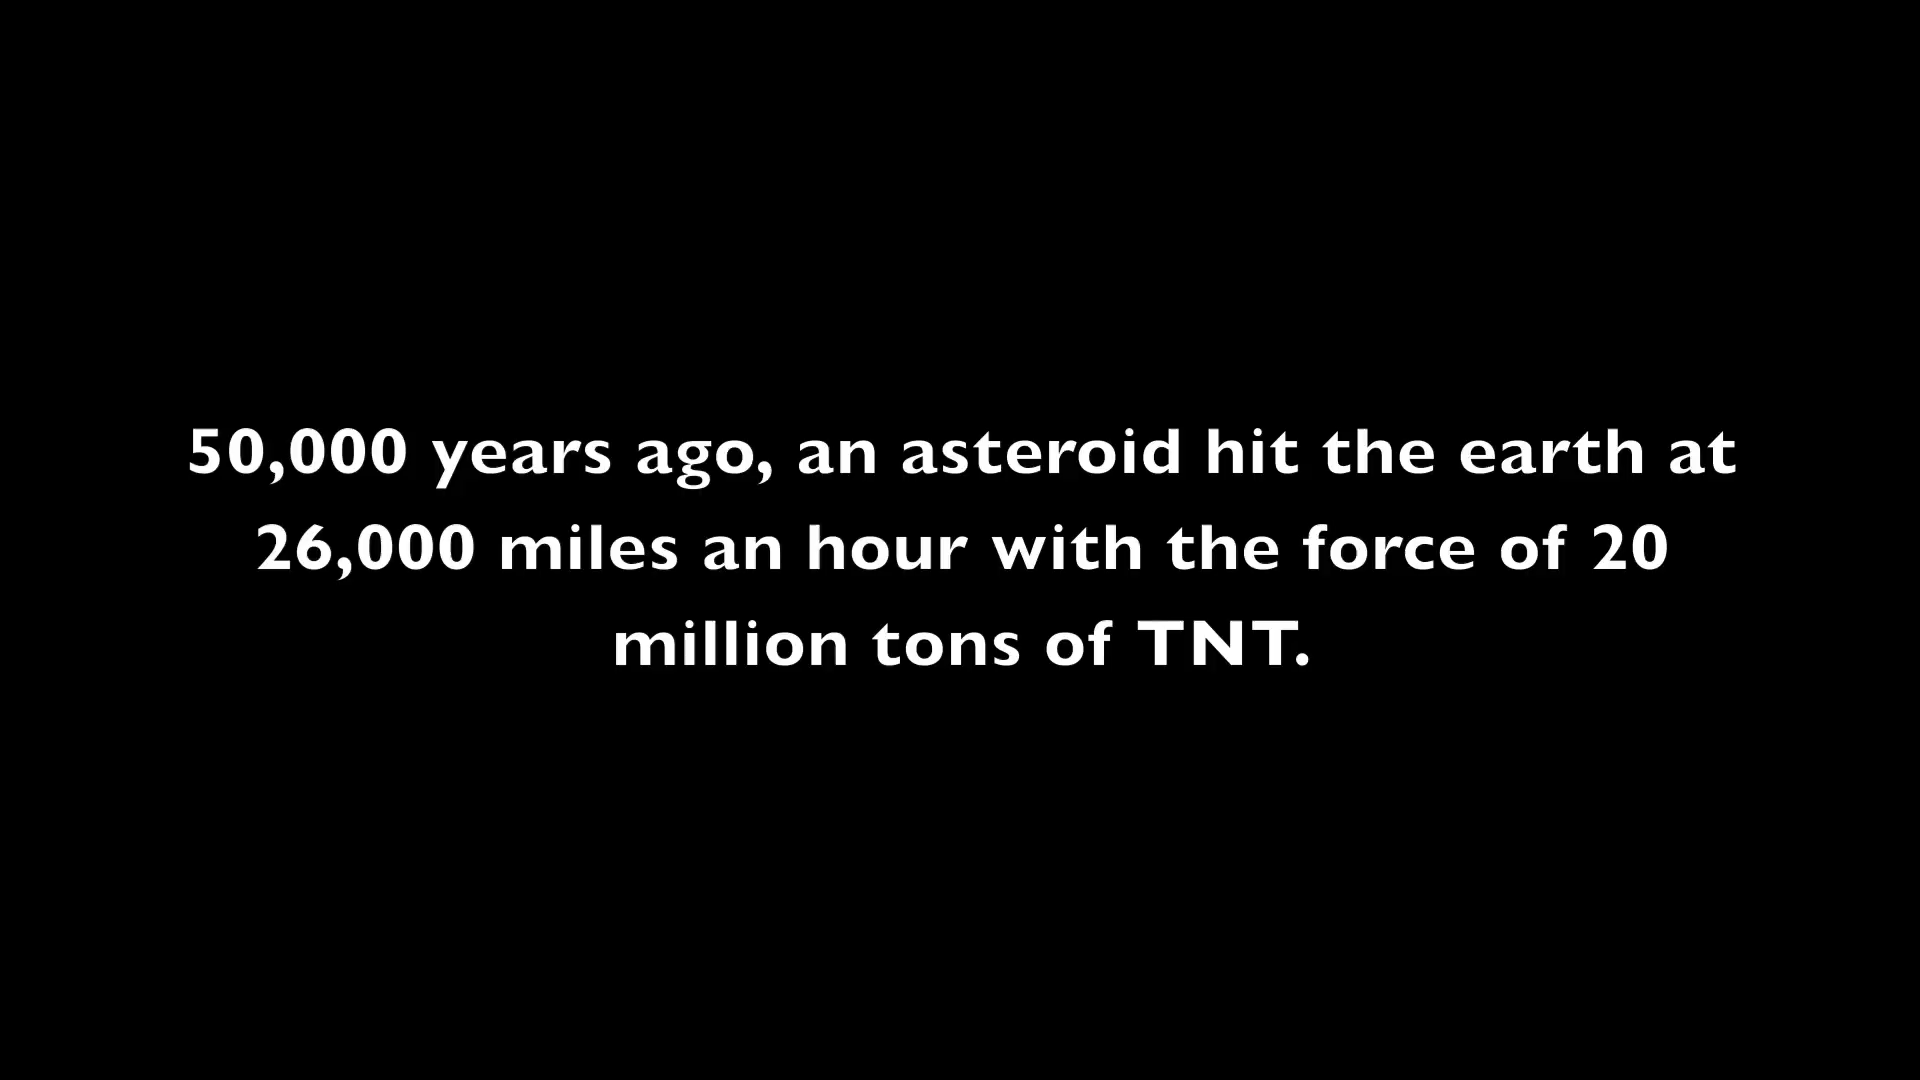 50,000 years ago, an asteroid hit the earth at
26,000 miles an hour with the force of 20
million tons of TNT.